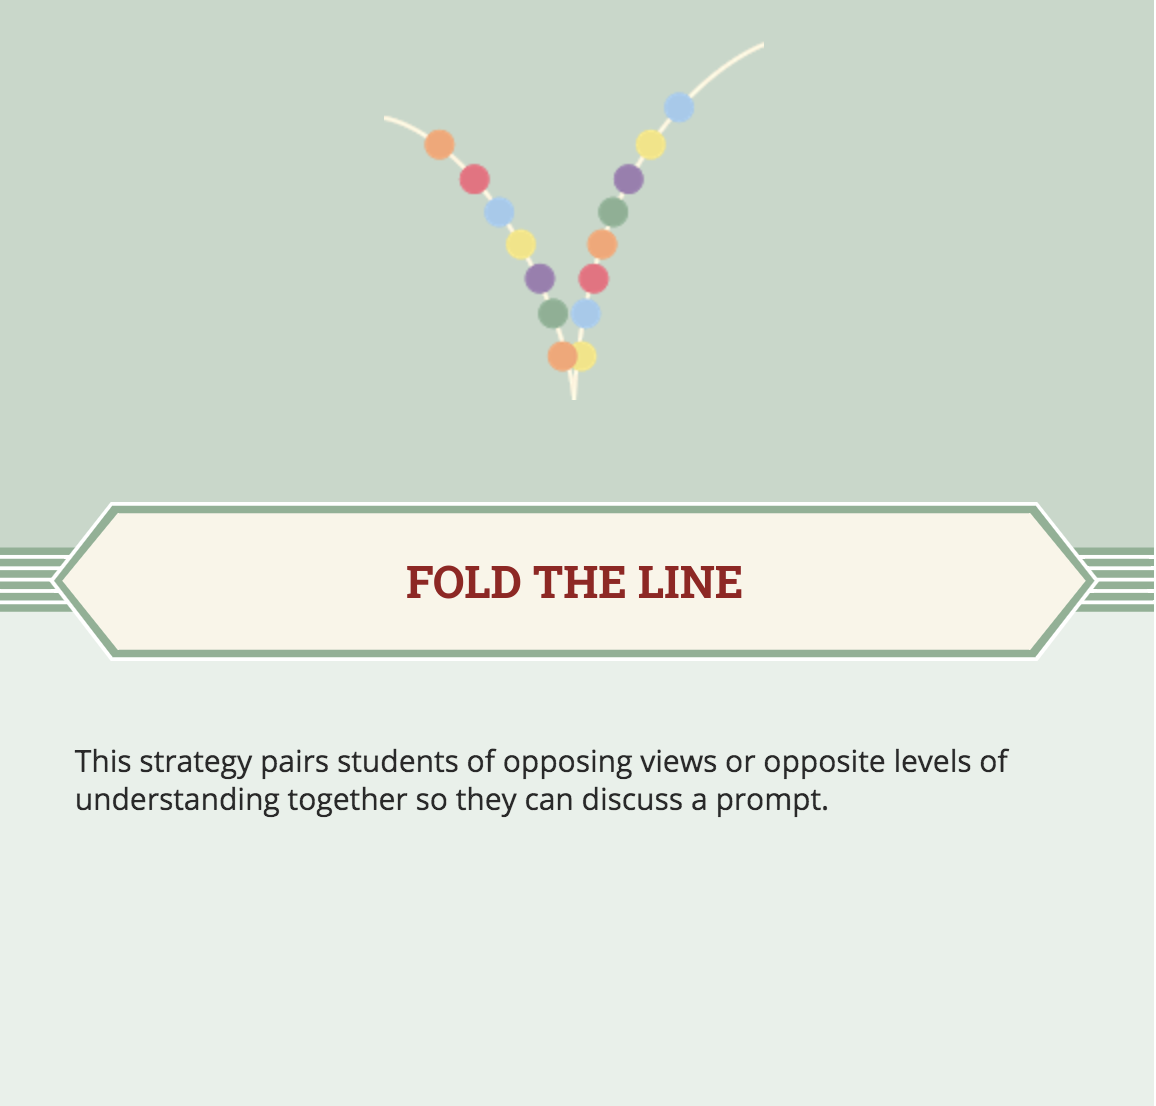 FOLD THE LINE
This strategy pairs students of opposing views or opposite levels of
understanding together so they can discuss a prompt.